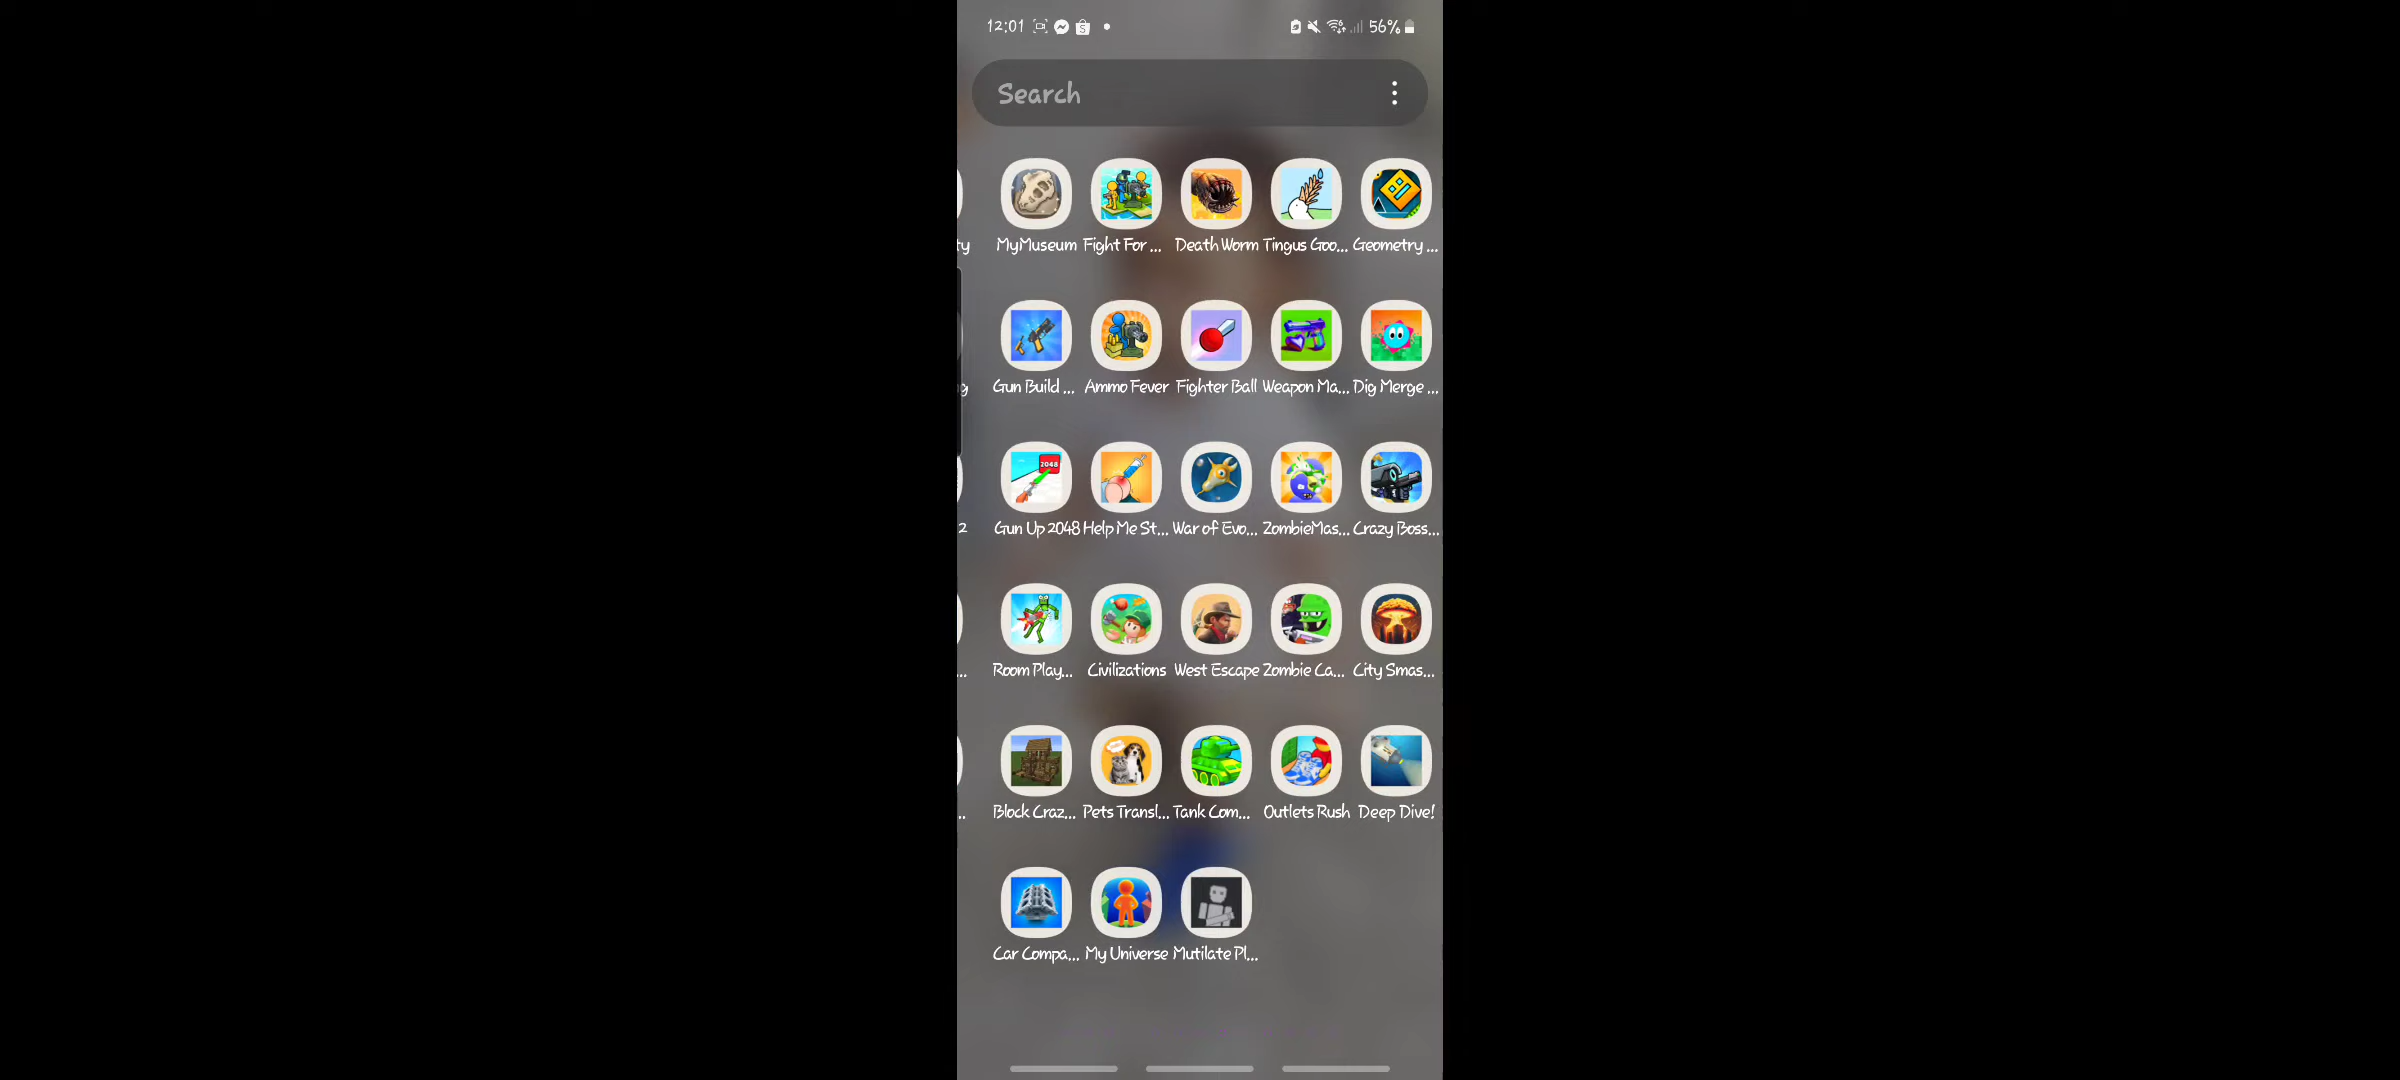 12:01 56%
Search
ty MyMuseum Fight For ... Death Worm Tingus Goo... Geometry ...
g Gun Build ... Ammo Fever Fighter Ball Weapon Ma... Dig Merge ...
2048
2 Gun Up 2048 Help Me St... War of Evo... ZombieMas... Crazy Boss...
... Room Play... Civilizations West Escape Zombie Ca... City Smas...
.. Block Craz... Pets Transl... Tank Com... Outlets Rush Deep Dive!
Car Compa... My Universe Mutilate Pl...